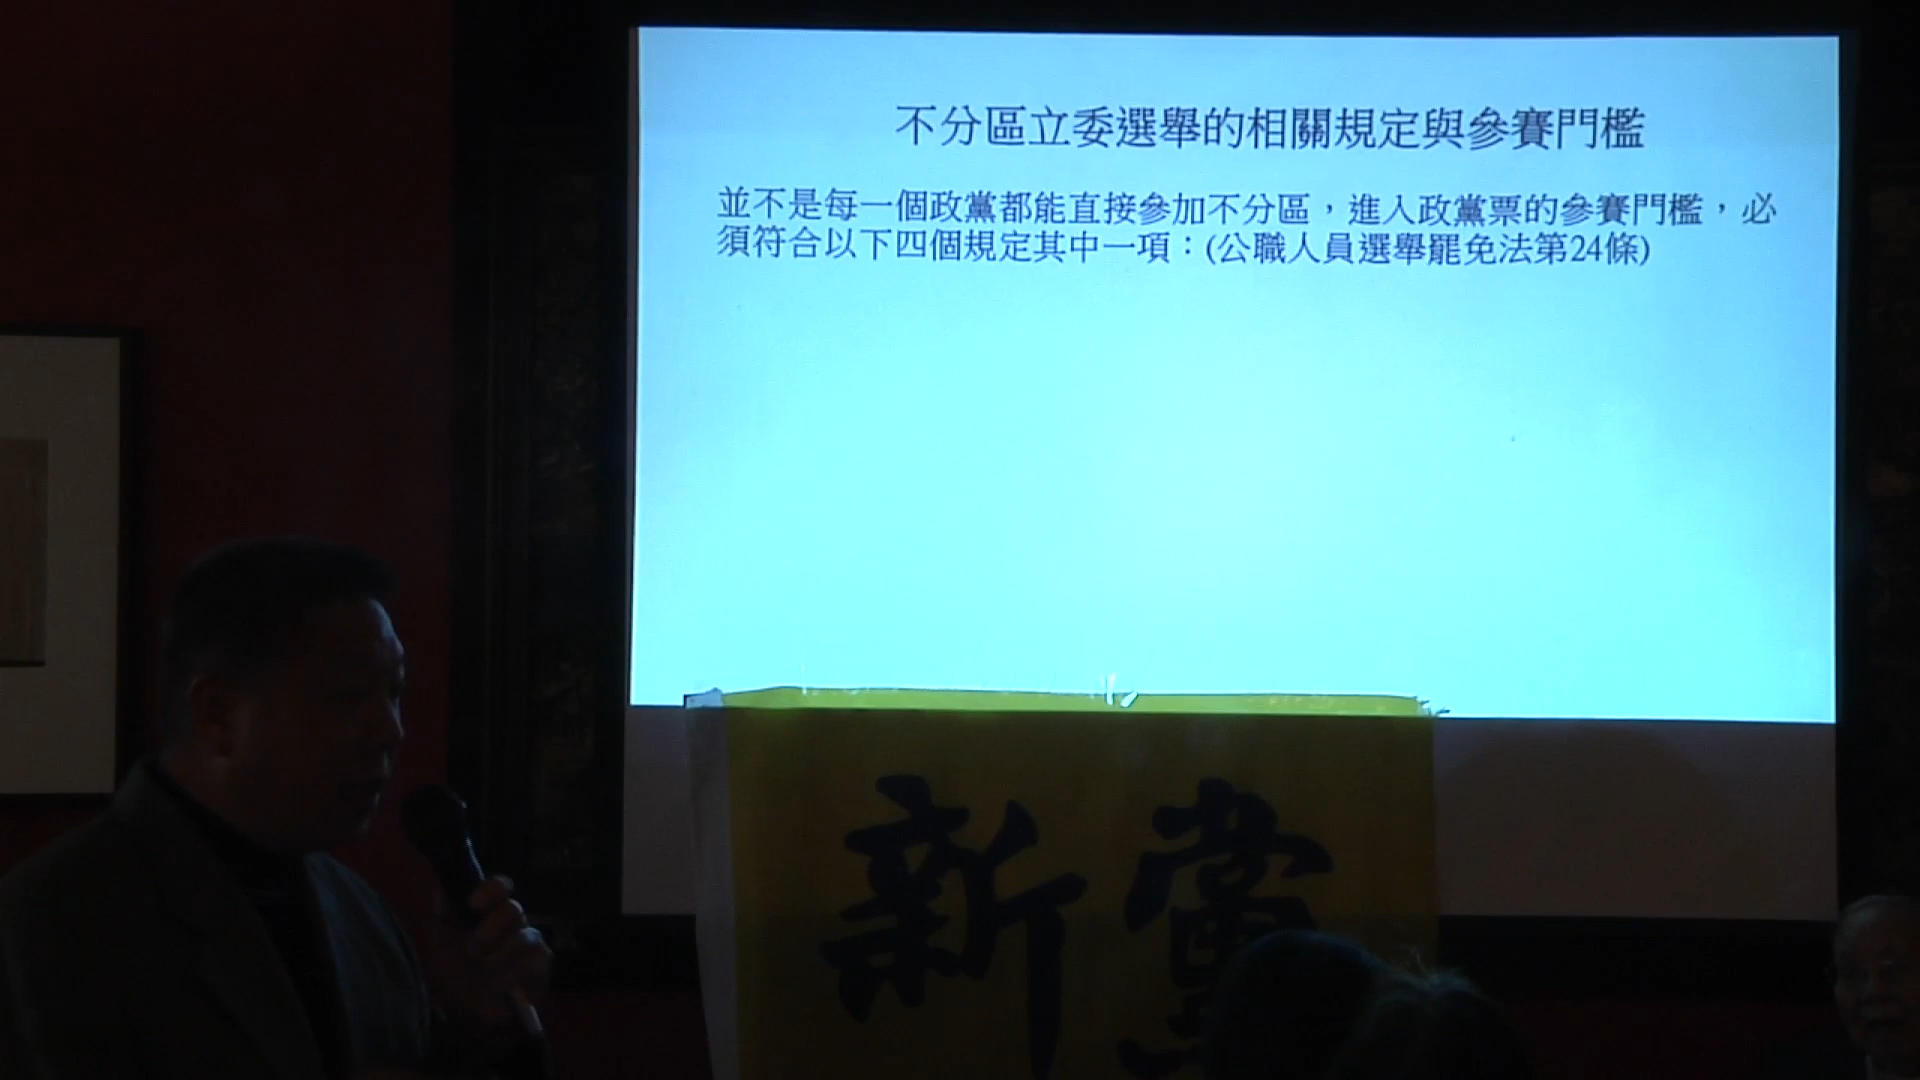 不分區立委選舉的相關規定與參賽門檻
並不是每一個政黨都能直接參加不分區，進入政黨票的參賽門檻，必
須符合以下四個規定其中一項：(公職人員選舉罷免法第24條)
新黨